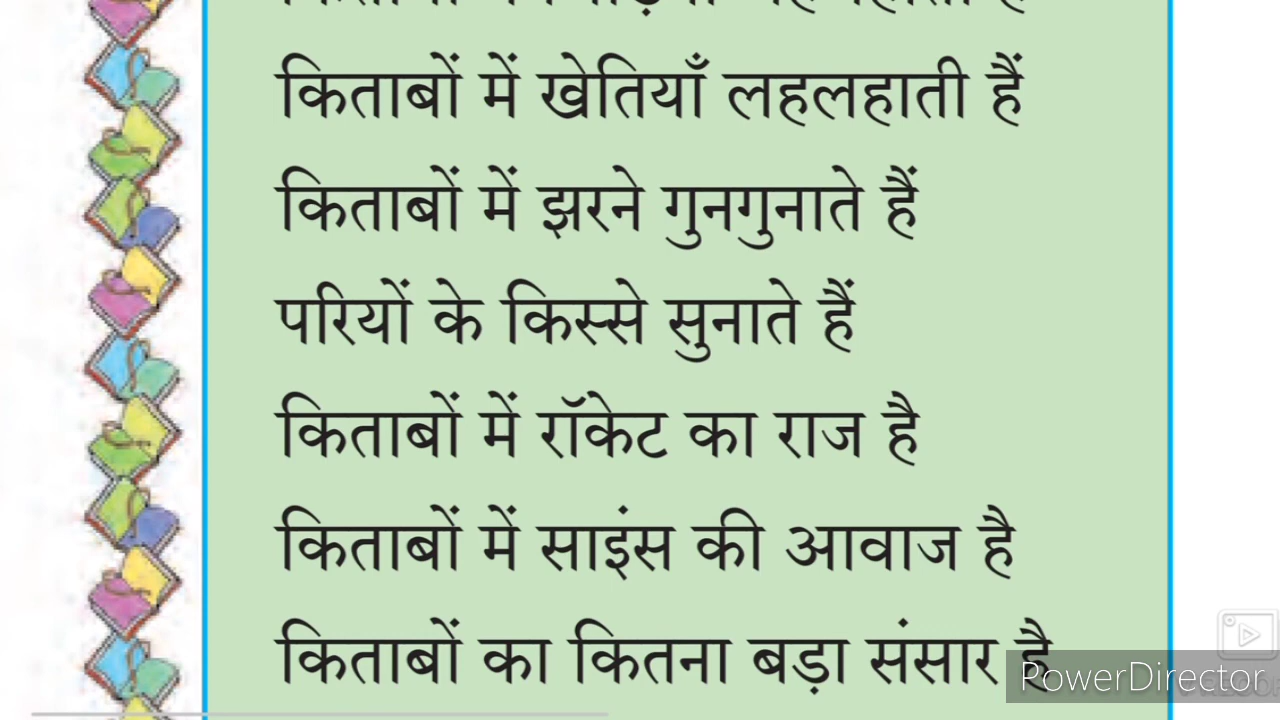 किताबों में खेतियाँ लहलहाती हैं
किताबों में झरने गुनगुनाते हैं
परियों के किस्से सुनाते हैं
किताबों में रॉकेट का राज है
किताबों में साइंस की आवाज है
किताबों का कितना बड़ा संसार है
PowerDirector